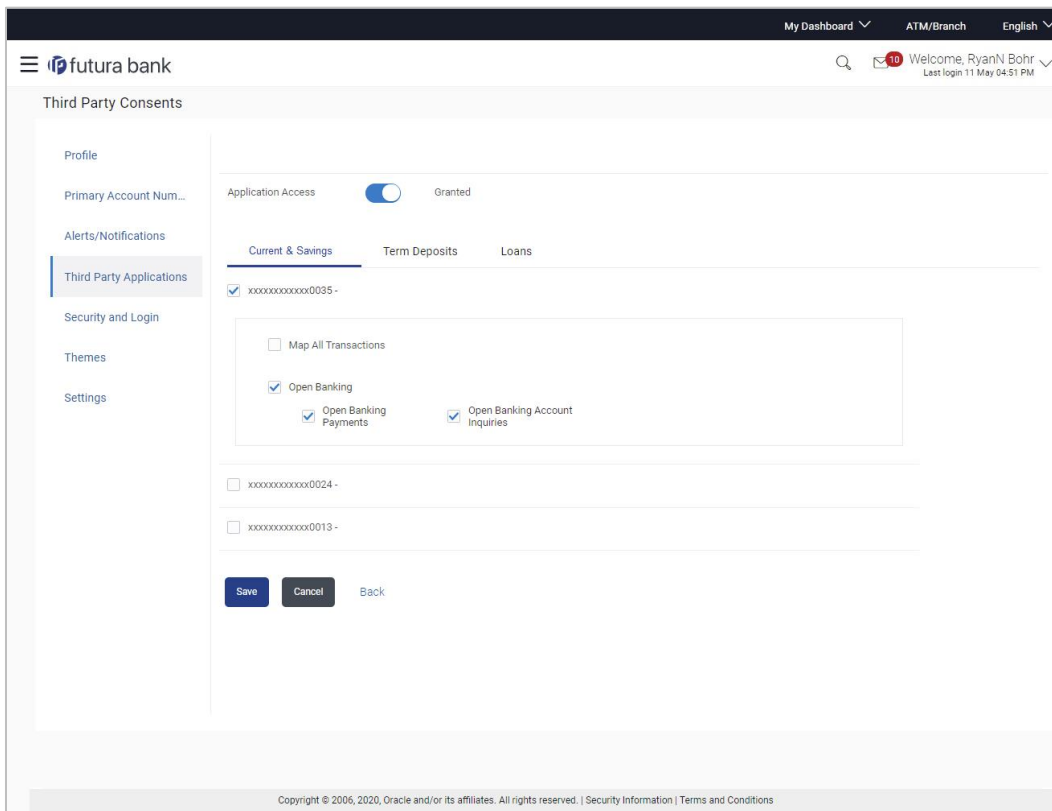 My Dashboard ATM/Branch English
futura bank
10 Welcome, RyanN Bohr
Last login 11 May 04:51 PM
Third Party Consents
Profile
Primary Account Num...
Alerts/Notifications
Third Party Applications
Security and Login
Themes
Settings
Application Access Granted
Current & Savings Term Deposits Loans
xxxxxxxxxxxx0035 -
Map All Transactions
Open Banking
Open Banking Payments
Open Banking Account Inquiries
xxxxxxxxxxxx0024 -
xxxxxxxxxxxx0013 -
Save Cancel Back
Copyright © 2006, 2020, Oracle and/or its affiliates. All rights reserved. | Security Information | Terms and Conditions